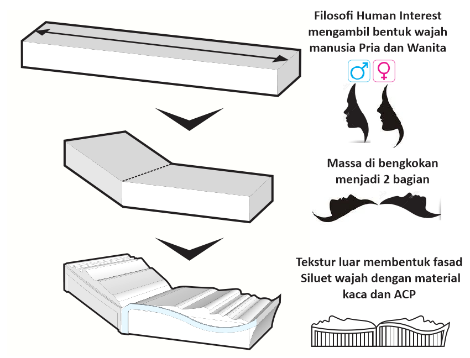 Filosofi Human Interest
mengambil bentuk wajah
manusia Pria dan Wanita
Massa di bengkokan
menjadi 2 bagian
Tekstur luar membentuk fasad
Siluet wajah dengan material
kaca dan ACP